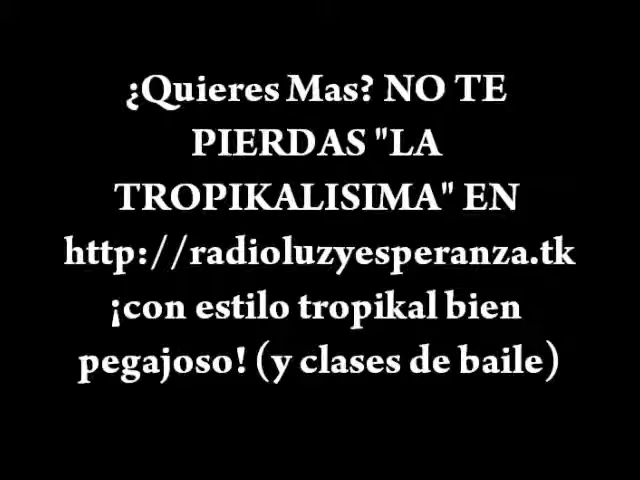 ¿Quieres Mas? NO TE
PIERDAS "LA
TROPIKALISIMA" EN
http://radioluzyesperanza.tk
¡con estilo tropikal bien
pegajoso! (y clases de baile)